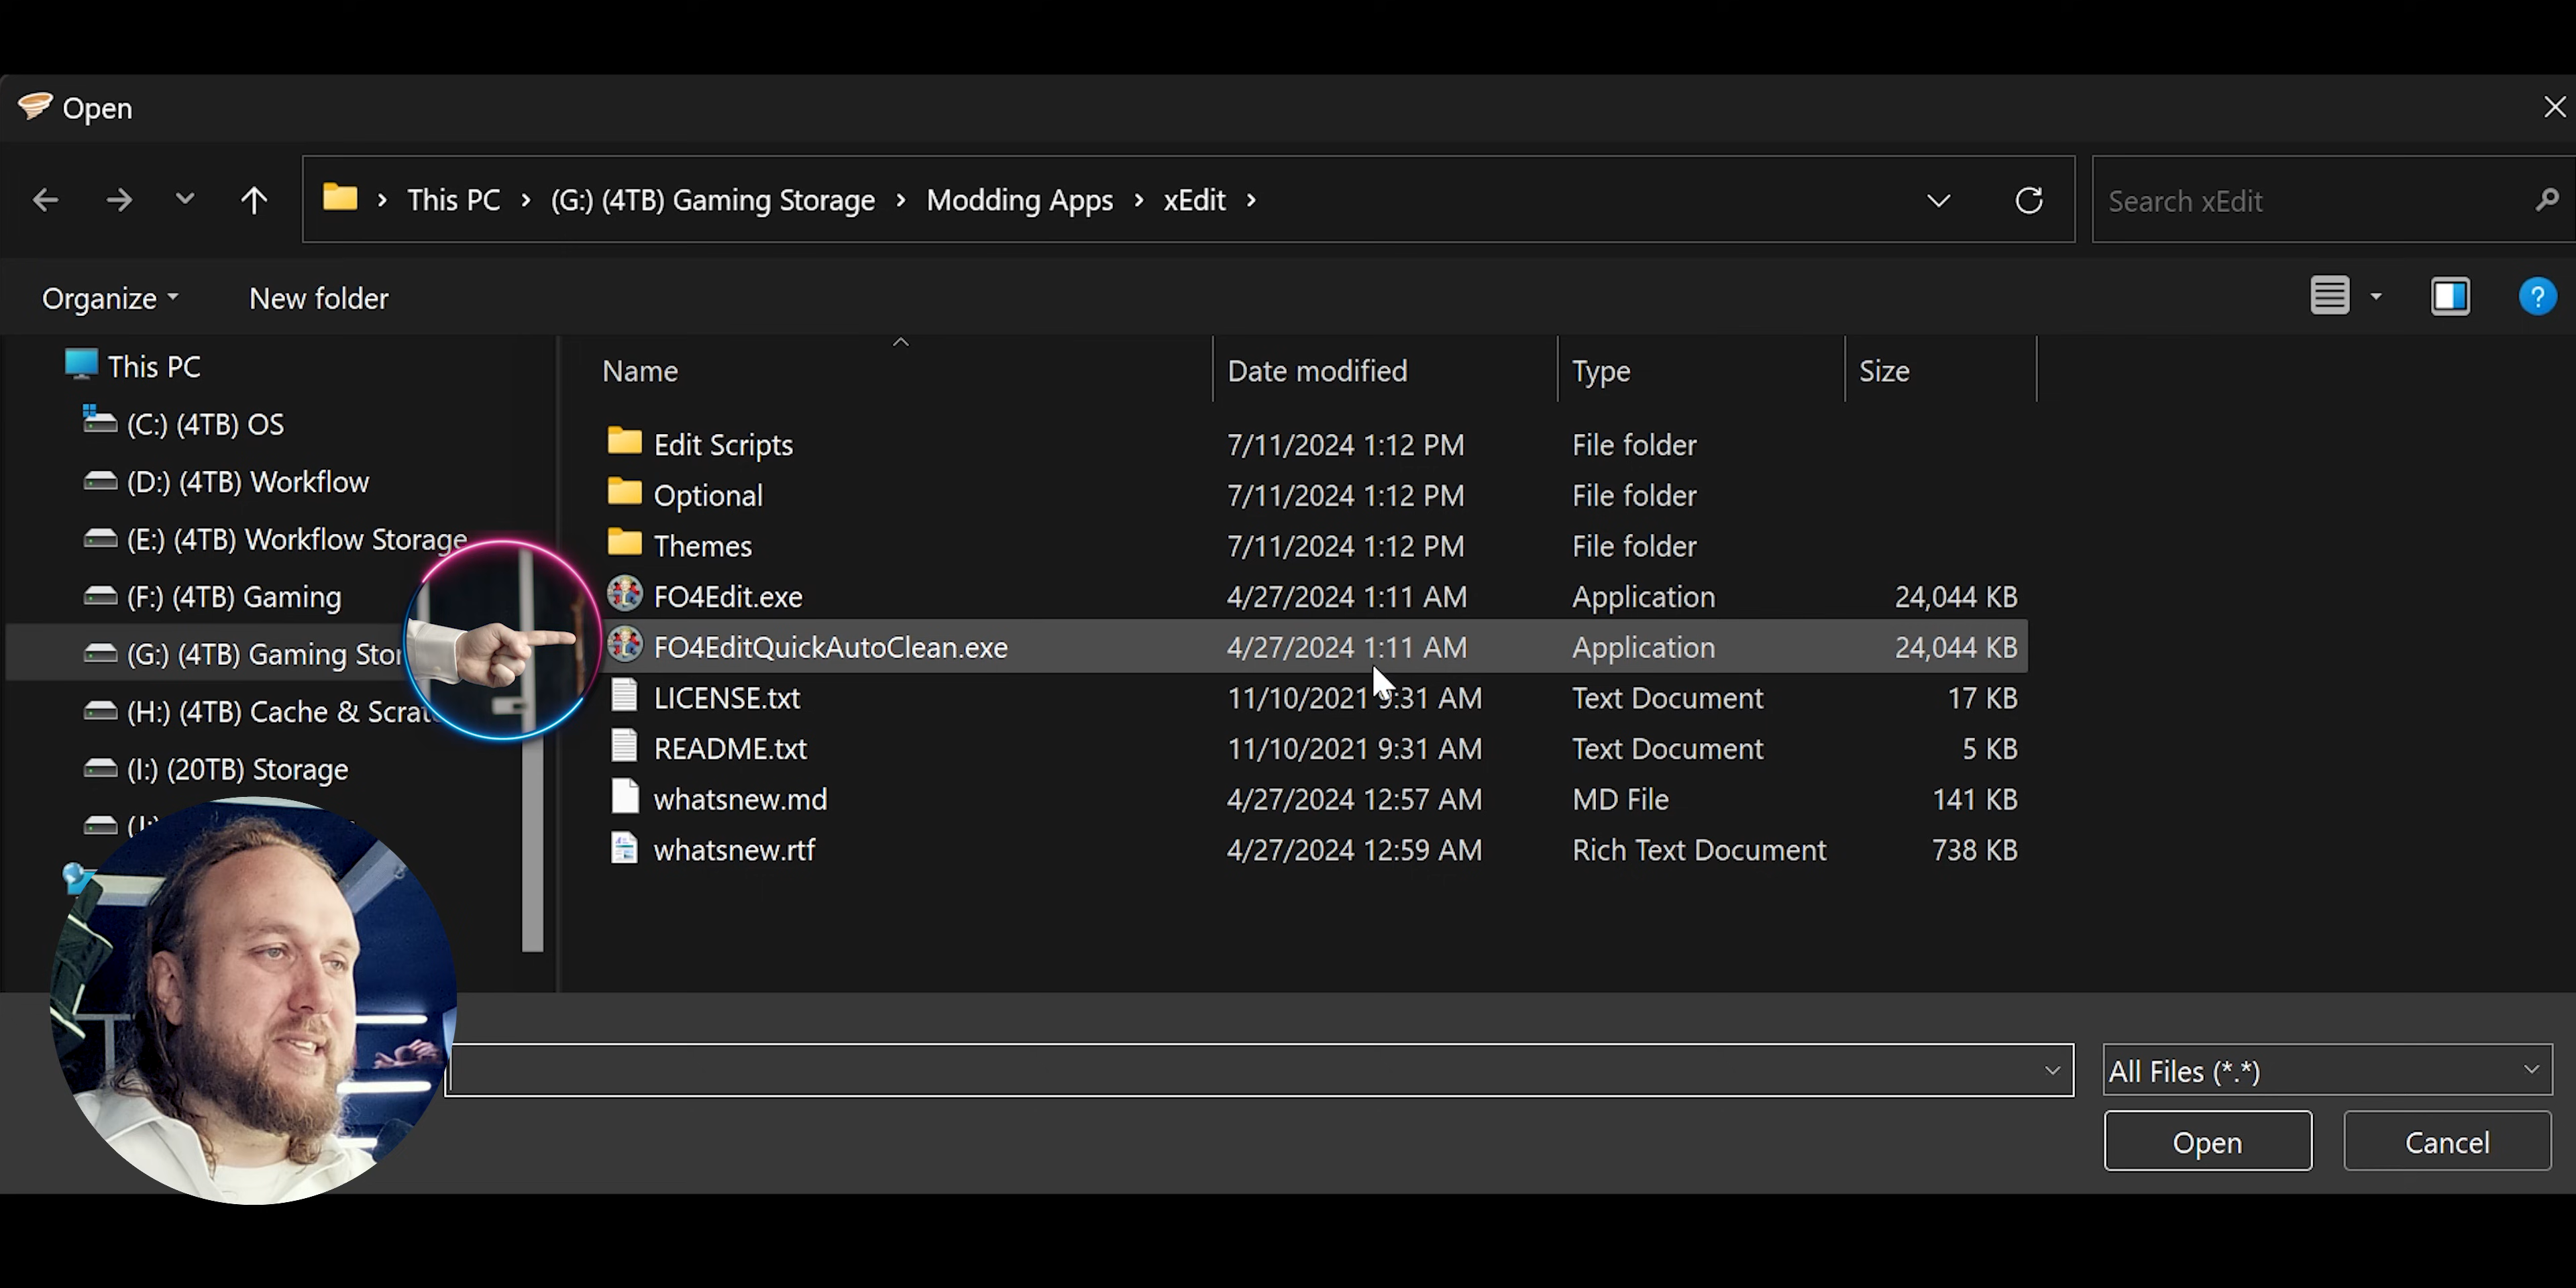 Open
This PC > (G:) (4TB) Gaming Storage > Modding Apps > xEdit >
Search xEdit
Organize
New folder
This PC
(C:) (4TB) OS
(D:) (4TB) Workflow
(E:) (4TB) Workflow Storage
(F:) (4TB) Gaming
(G:) (4TB) Gaming Stor
(H:) (4TB) Cache & Scrat
(I:) (20TB) Storage
Name Date modified Type Size
Edit Scripts 7/11/2024 1:12 PM File folder
Optional 7/11/2024 1:12 PM File folder
Themes 7/11/2024 1:12 PM File folder
FO4Edit.exe 4/27/2024 1:11 AM Application 24,044 KB
FO4EditQuickAutoClean.exe 4/27/2024 1:11 AM Application 24,044 KB
LICENSE.txt 11/10/2021 9:31 AM Text Document 17 KB
README.txt 11/10/2021 9:31 AM Text Document 5 KB
whatsnew.md 4/27/2024 12:57 AM MD File 141 KB
whatsnew.rtf 4/27/2024 12:59 AM Rich Text Document 738 KB
All Files (*.*)
Open
Cancel